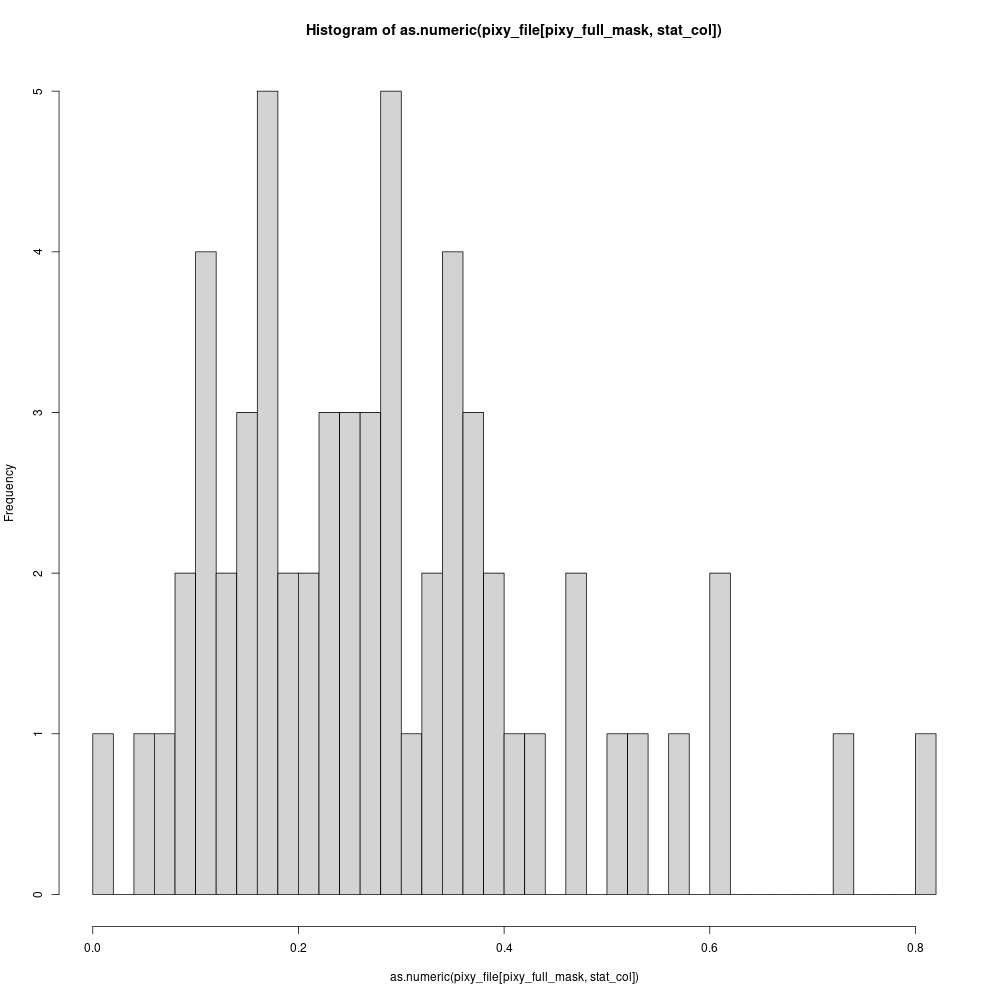 Histogram of as.numeric(pixy_file[pixy_full_mask, stat_col])
Frequency
5
4
3
2
1
0
0.0 0.2 0.4 0.6 0.8
as.numeric(pixy_file[pixy_full_mask, stat_col])